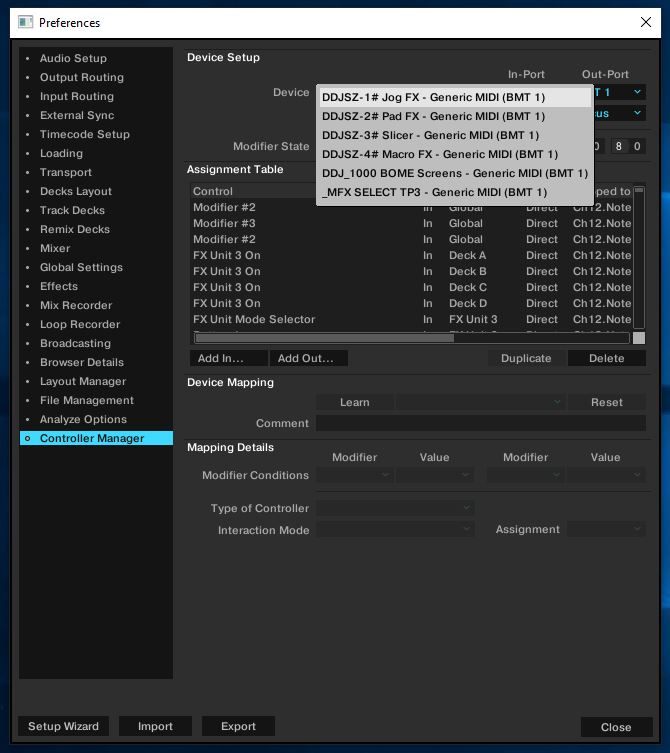 Preferences
Audio Setup
Output Routing
Input Routing
External Sync
Timecode Setup
Loading
Transport
Decks Layout
Track Decks
Remix Decks
Mixer
Global Settings
Effects
Mix Recorder
Loop Recorder
Broadcasting
Browser Details
Layout Manager
File Management
Analyze Options
Controller Manager
Device Setup
In-Port Out-Port
Device
DDJSZ-1# Jog FX - Generic MIDI (BMT 1)
DDJSZ-2# Pad FX - Generic MIDI (BMT 1)
DDJSZ-3# Slicer - Generic MIDI (BMT 1)
DDJSZ-4# Macro FX - Generic MIDI (BMT 1)
DDJ_1000 BOME Screens - Generic MIDI (BMT 1)
_MFX SELECT TP3 - Generic MIDI (BMT 1)
T 1
cus
Modifier State
0 8 0
Assignment Table
Control pped to
Modifier #2 In Global Direct Ch12.Note
Modifier #3 In Global Direct Ch12.Note
Modifier #2 In Global Direct Ch12.Note
FX Unit 3 On In Deck A Direct Ch12.Note
FX Unit 3 On In Deck B Direct Ch12.Note
FX Unit 3 On In Deck C Direct Ch12.Note
FX Unit 3 On In Deck D Direct Ch12.Note
FX Unit Mode Selector In FX Unit 3 Direct Ch12.Note
Add In... Add Out... Duplicate Delete
Device Mapping
Learn Reset
Comment
Mapping Details
Modifier Value Modifier Value
Modifier Conditions
Type of Controller
Interaction Mode Assignment
Setup Wizard Import Export Close